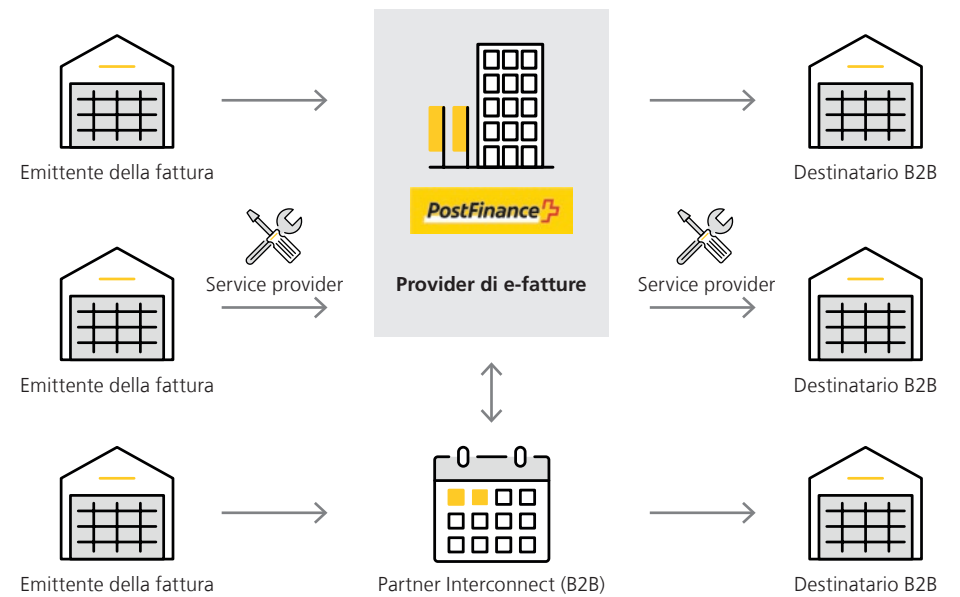 Emittente della fattura
PostFinance
Destinatario B2B
Service provider
Provider di e-fatture
Service provider
Emittente della fattura
Destinatario B2B
Emittente della fattura
Partner Interconnect (B2B)
Destinatario B2B